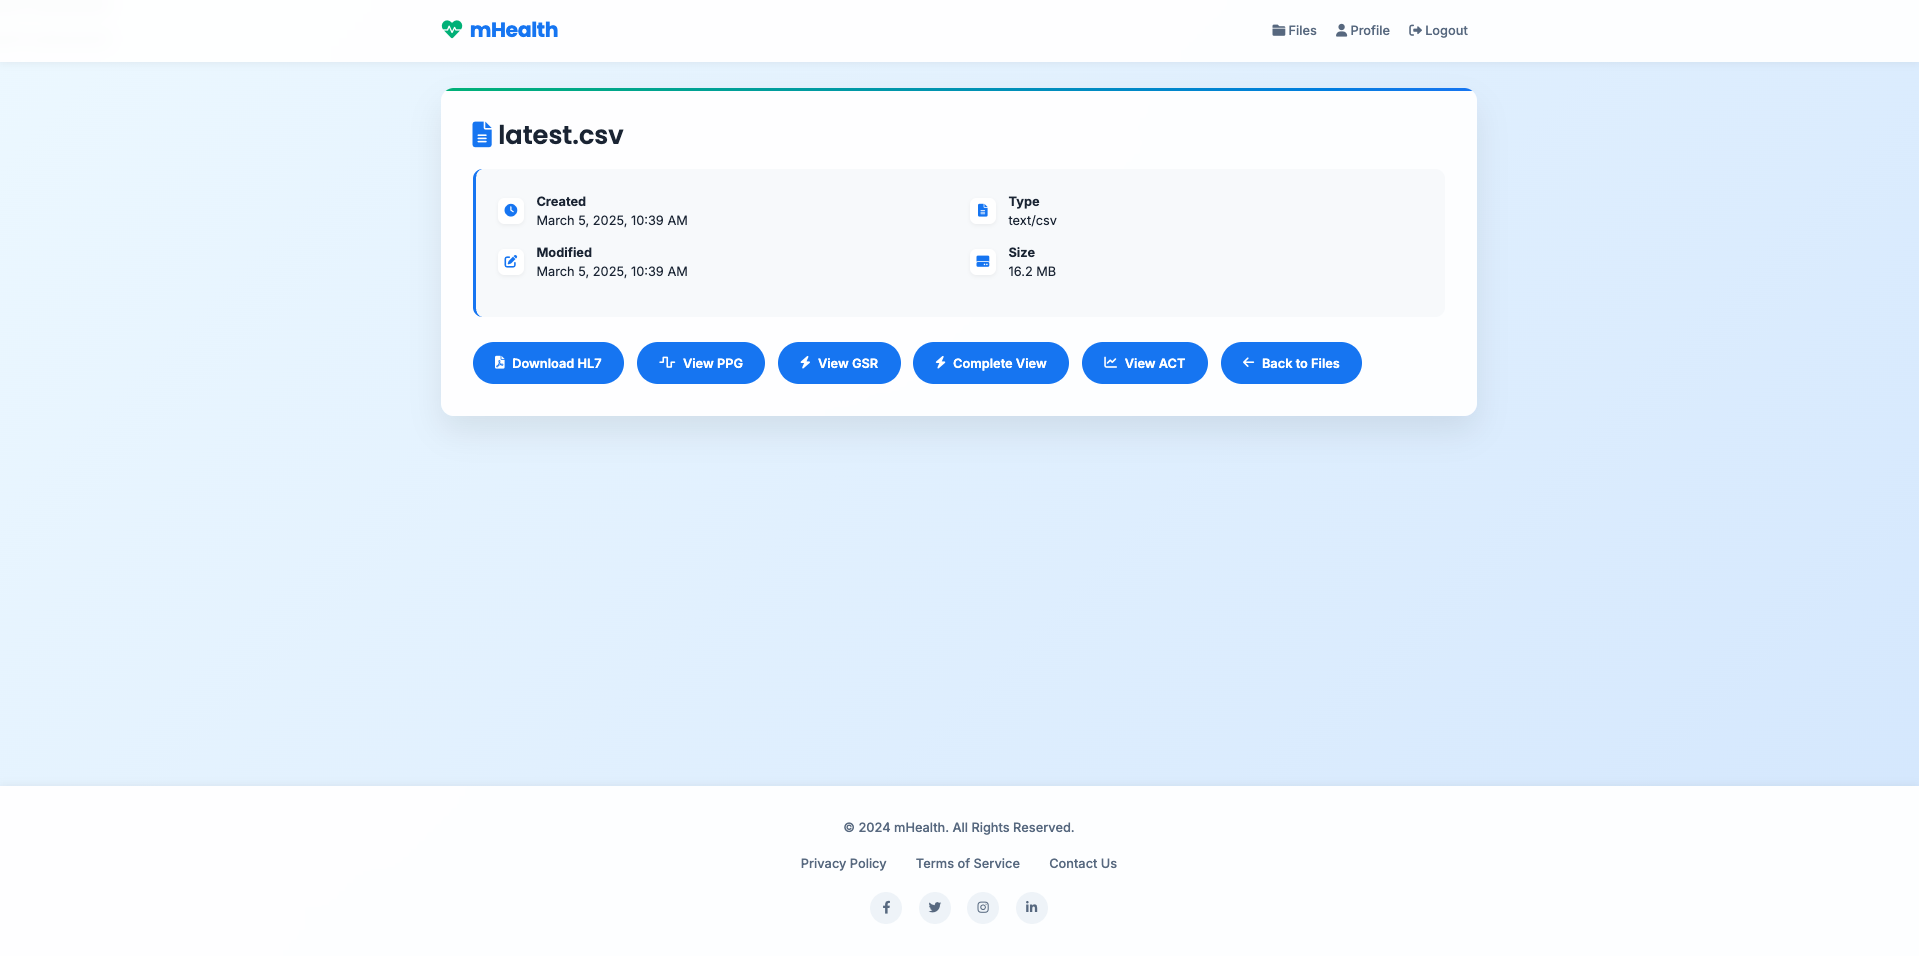 mHealth
Files Profile Logout
latest.csv
Created
March 5, 2025, 10:39 AM
Type
text/csv
Modified
March 5, 2025, 10:39 AM
Size
16.2 MB
Download HL7 View PPG View GSR Complete View View ACT Back to Files
© 2024 mHealth. All Rights Reserved.
Privacy Policy Terms of Service Contact Us